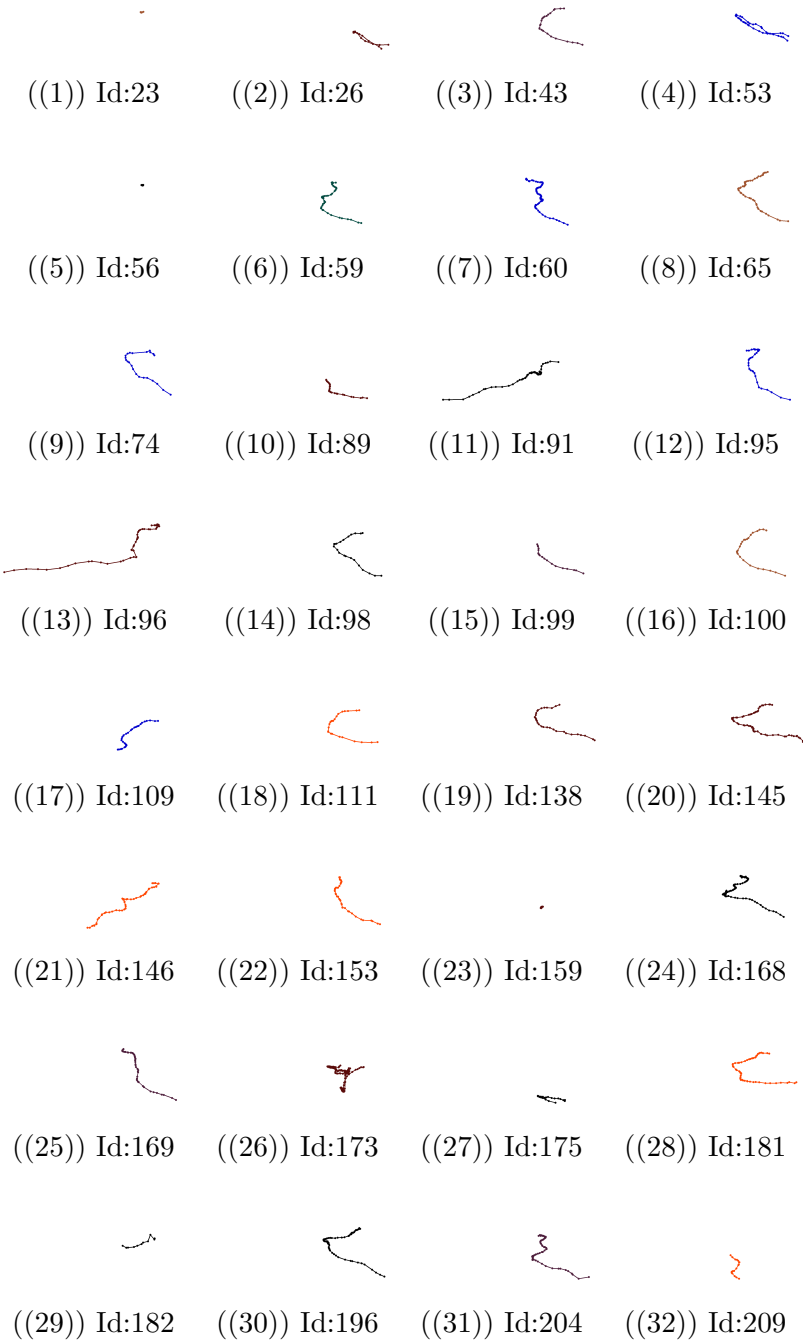 ((1)) Id:23 ((2)) Id:26 ((3)) Id:43 ((4)) Id:53
((5)) Id:56 ((6)) Id:59 ((7)) Id:60 ((8)) Id:65
((9)) Id:74 ((10)) Id:89 ((11)) Id:91 ((12)) Id:95
((13)) Id:96 ((14)) Id:98 ((15)) Id:99 ((16)) Id:100
((17)) Id:109 ((18)) Id:111 ((19)) Id:138 ((20)) Id:145
((21)) Id:146 ((22)) Id:153 ((23)) Id:159 ((24)) Id:168
((25)) Id:169 ((26)) Id:173 ((27)) Id:175 ((28)) Id:181
((29)) Id:182 ((30)) Id:196 ((31)) Id:204 ((32)) Id:209